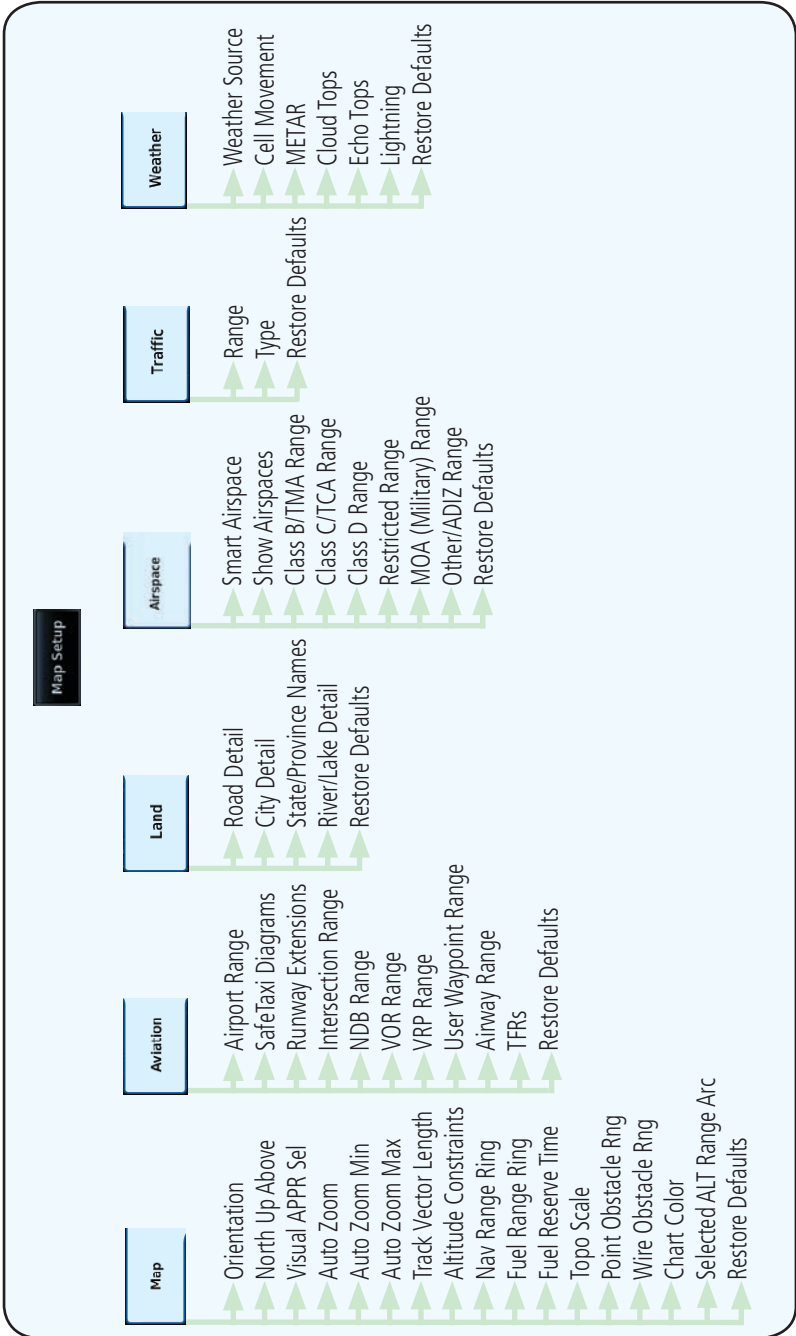 Map Setup
Map
Orientation
North Up Above
Visual APPR Sel
Auto Zoom
Auto Zoom Min
Auto Zoom Max
Track Vector Length
Altitude Constraints
Nav Range Ring
Fuel Range Ring
Fuel Reserve Time
Topo Scale
Point Obstacle Rng
Wire Obstacle Rng
Chart Color
Selected ALT Range Arc
Restore Defaults
Aviation
Airport Range
SafeTaxi Diagrams
Runway Extensions
Intersection Range
NDB Range
VOR Range
VRP Range
User Waypoint Range
Airway Range
TFRs
Restore Defaults
Land
Road Detail
City Detail
State/Province Names
River/Lake Detail
Restore Defaults
Airspace
Smart Airspace
Show Airspaces
Class B/TMA Range
Class C/TCA Range
Class D Range
Restricted Range
MOA (Military) Range
Other/ADIZ Range
Restore Defaults
Traffic
Range
Type
Restore Defaults
Weather
Weather Source
Cell Movement
METAR
Cloud Tops
Echo Tops
Lightning
Restore Defaults